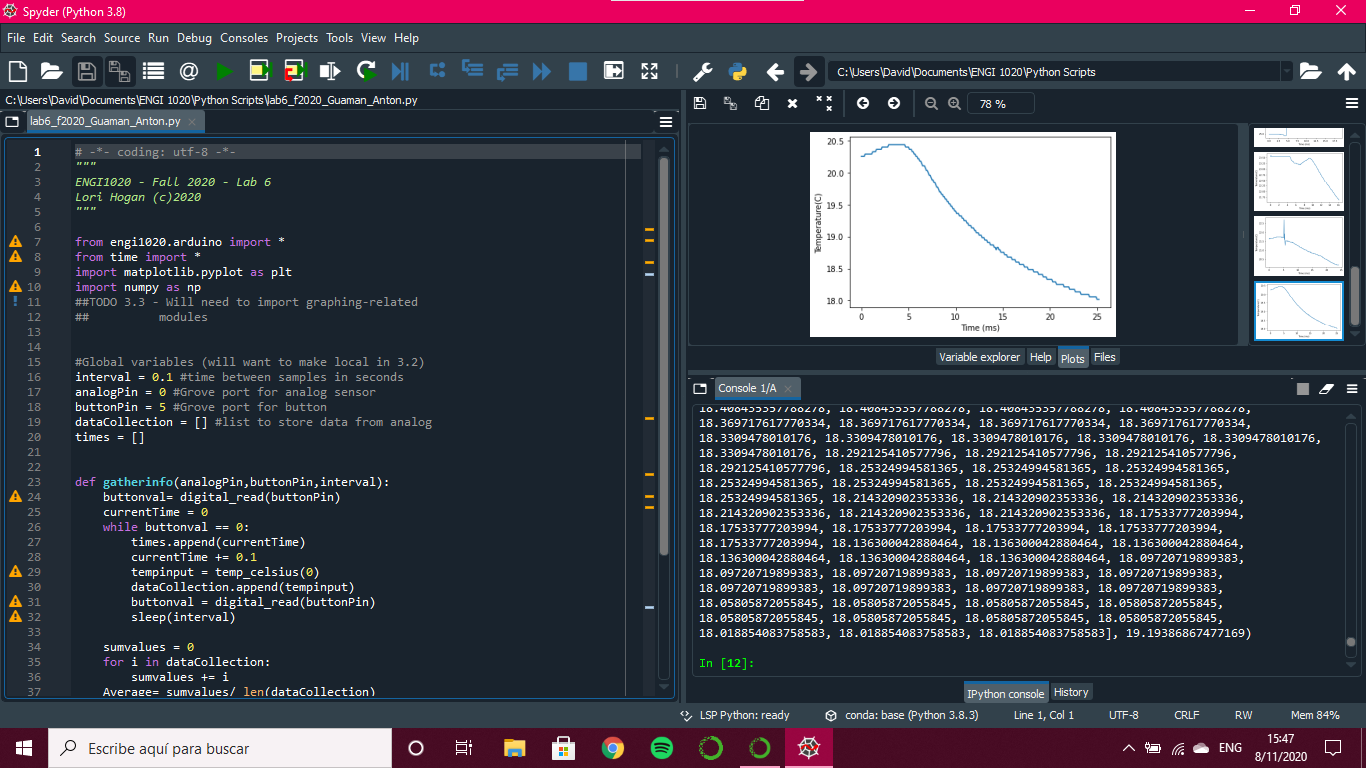 Spyder (Python 3.8)
File Edit Search Source Run Debug Consoles Projects Tools View Help
C:\Users\David\Documents\ENGI 1020\Python Scripts
C:\Users\David\Documents\ENGI 1020\Python Scripts\lab6_f2020_Guaman_Anton.py
lab6_f2020_Guaman_Anton.py
1 # -*- coding: utf-8 -*-
2 """
3 ENGI1020 - Fall 2020 - Lab 6
4 Lori Hogan (c)2020
5 """
6
7 from engi1020.arduino import *
8 from time import *
9 import matplotlib.pyplot as plt
10 import numpy as np
11 ##TODO 3.3 - Will need to import graphing-related
12 ##          modules
13
14
15 #Global variables (will want to make local in 3.2)
16 interval = 0.1 #time between samples in seconds
17 analogPin = 0 #Grove port for analog sensor
18 buttonPin = 5 #Grove port for button
19 dataCollection = [] #list to store data from analog
20 times = []
21
22
23 def gatherinfo(analogPin,buttonPin,interval):
24     buttonval= digital_read(buttonPin)
25     currentTime = 0
26     while buttonval == 0:
27         times.append(currentTime)
28         currentTime += 0.1
29         tempinput = temp_celsius(0)
30         dataCollection.append(tempinput)
31         buttonval = digital_read(buttonPin)
32         sleep(interval)
33
34     sumvalues = 0
35     for i in dataCollection:
36         sumvalues += i
37     Average= sumvalues/ len(dataCollection)
78 %
20.5
20.0
19.5
19.0
18.5
18.0
Temperature(C)
0 5 10 15 20 25
Time (ms)
Variable explorer Help Plots Files
Console 1/A
18.408435357788278, 18.408435357788278, 18.408435357788278, 18.408435357788278,
18.369717617770334, 18.369717617770334, 18.369717617770334, 18.369717617770334,
18.3309478010176, 18.3309478010176, 18.3309478010176, 18.3309478010176, 18.3309478010176,
18.3309478010176, 18.292125410577796, 18.292125410577796, 18.292125410577796,
18.292125410577796, 18.292125410577796, 18.25324994581365, 18.25324994581365,
18.25324994581365, 18.25324994581365, 18.25324994581365, 18.25324994581365,
18.25324994581365, 18.214320902353336, 18.214320902353336, 18.214320902353336,
18.214320902353336, 18.214320902353336, 18.214320902353336, 18.17533777203994,
18.17533777203994, 18.17533777203994, 18.17533777203994, 18.17533777203994,
18.17533777203994, 18.136300042880464, 18.136300042880464, 18.136300042880464,
18.136300042880464, 18.136300042880464, 18.136300042880464, 18.09720719899383,
18.09720719899383, 18.09720719899383, 18.09720719899383, 18.09720719899383,
18.09720719899383, 18.09720719899383, 18.09720719899383, 18.09720719899383,
18.05805872055845, 18.05805872055845, 18.05805872055845, 18.05805872055845,
18.05805872055845, 18.05805872055845, 18.05805872055845, 18.05805872055845,
18.018854083758583, 18.018854083758583, 18.018854083758583], 19.19386867477169)
In [12]:
IPython console History
LSP Python: ready conda: base (Python 3.8.3) Line 1, Col 1 UTF-8 CRLF RW Mem 84%
Escribe aquí para buscar
ENG
15:47
8/11/2020